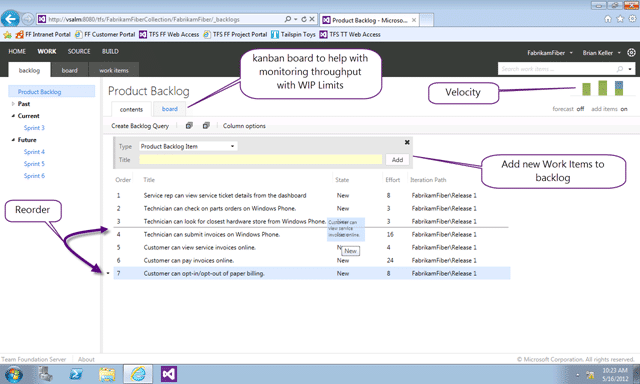 http://vsalm:8080/tfs/FabrikamFiberCollection/FabrikamFiber/_backlogs
Product Backlog - Microsof...
FF Intranet Portal
FF Customer Portal
TFS FF Web Access
TFS FF Project Portal
Tailspin Toys
TFS TT Web Access
HOME WORK SOURCE BUILD
FabrikamFiber
Brian Keller
backlog board work items
Search work items...
Product Backlog
Past
Current
Sprint 3
Future
Sprint 4
Sprint 5
Sprint 6
Product Backlog
contents board
kanban board to help with
monitoring throughput
with WIP Limits
Velocity
forecast off add items on
Create Backlog Query
Column options
Type Product Backlog Item
Title
Add
Add new Work Items to
backlog
Reorder
Order Title State Effort Iteration Path
1 Service rep can view service ticket details from the dashboard New 8 FabrikamFiber\Release 1
2 Technician can check on parts orders on Windows Phone. New 3 FabrikamFiber\Release 1
3 Technician can look for closest hardware store from Windows Phone. 3 FabrikamFiber\Release 1
Customer can
view service
invoices online.
4 Technician can submit invoices on Windows Phone. 16 FabrikamFiber\Release 1
5 Customer can view service invoices online. 4 FabrikamFiber\Release 1
New
6 Customer can pay invoices online. 24 FabrikamFiber\Release 1
7 Customer can opt-in/opt-out of paper billing. New 8 FabrikamFiber\Release 1
Team Foundation Server About
© Microsoft Corporation. All rights reserved.
10:23 AM
5/16/2012